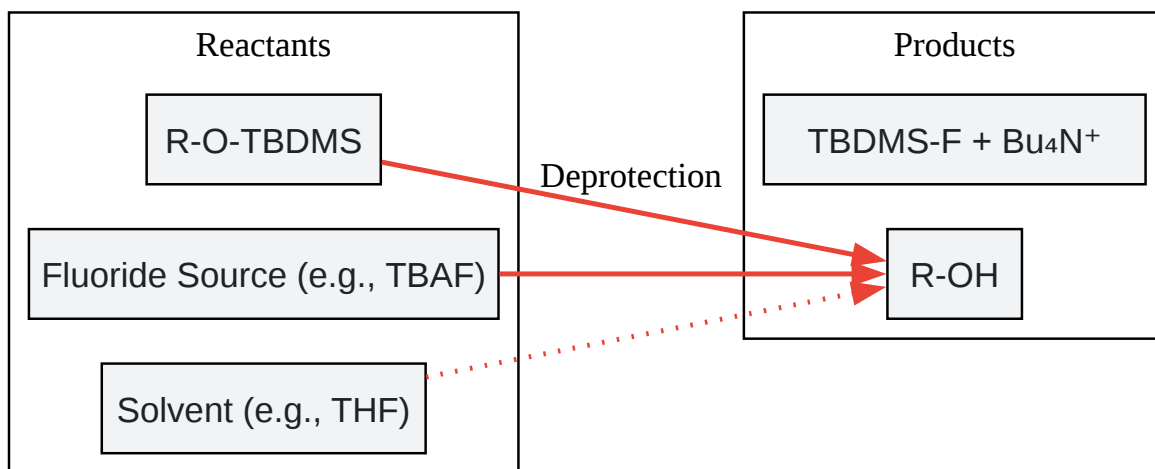 Reactants
R-O-TBDMS
Fluoride Source (e.g., TBAF)
Solvent (e.g., THF)
Deprotection
Products
TBDMS-F + Bu₄N⁺
R-OH